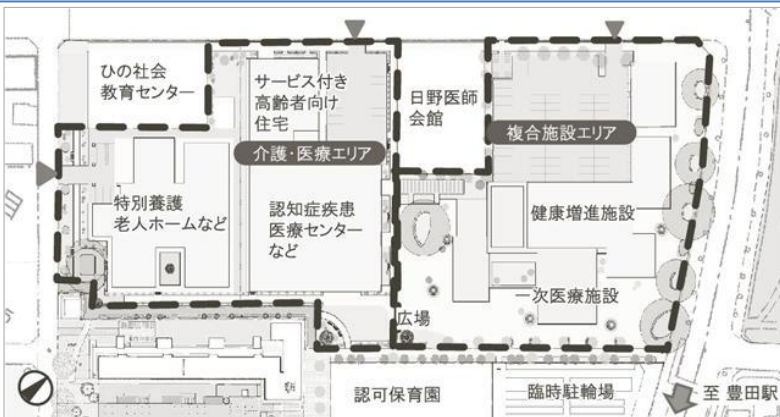 ひの社会
教育センター
サービス付き
高齢者向け
住宅
日野医師
会館
複合施設エリア
介護・医療エリア
特別養護
老人ホームなど
認知症疾患
医療センター
など
健康増進施設
一次医療施設
広場
認可保育園
臨時駐輪場
至 豊田駅